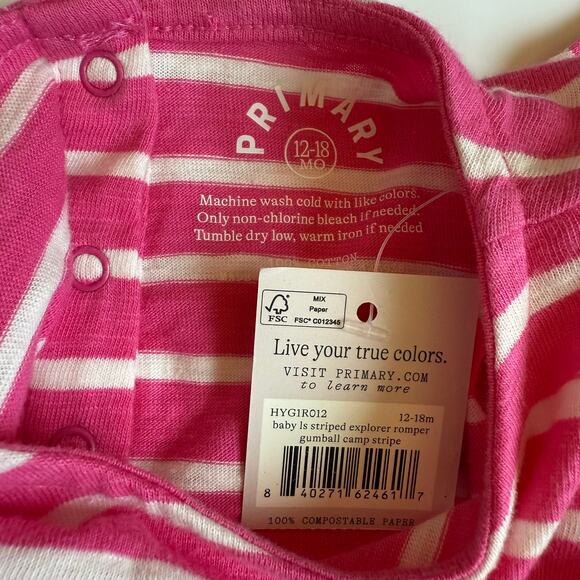 PRIMARY
12-18
MO
Machine wash cold with like colors.
Only non-chlorine bleach if needed.
Tumble dry low, warm iron if needed
COTTON
FSC
MIX
Paper
FSC® C012345
Live your true colors.
VISIT PRIMARY.COM
to learn more
HYG1R012 12-18m
baby ls striped explorer romper
gumball camp stripe
8 40271 62461 7
100% COMPOSTABLE PAPER